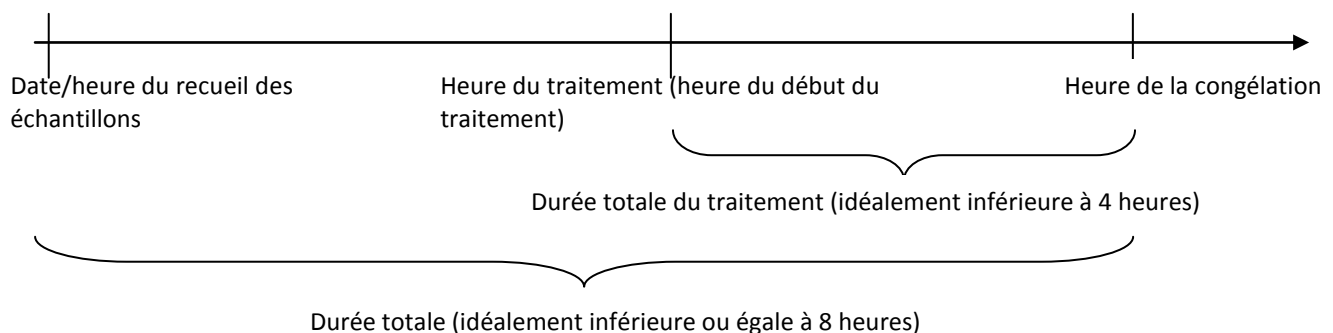 Date/heure du recueil des
échantillons
Heure du traitement (heure du début du
traitement)
Heure de la congélation
Durée totale du traitement (idéalement inférieure à 4 heures)
Durée totale (idéalement inférieure ou égale à 8 heures)